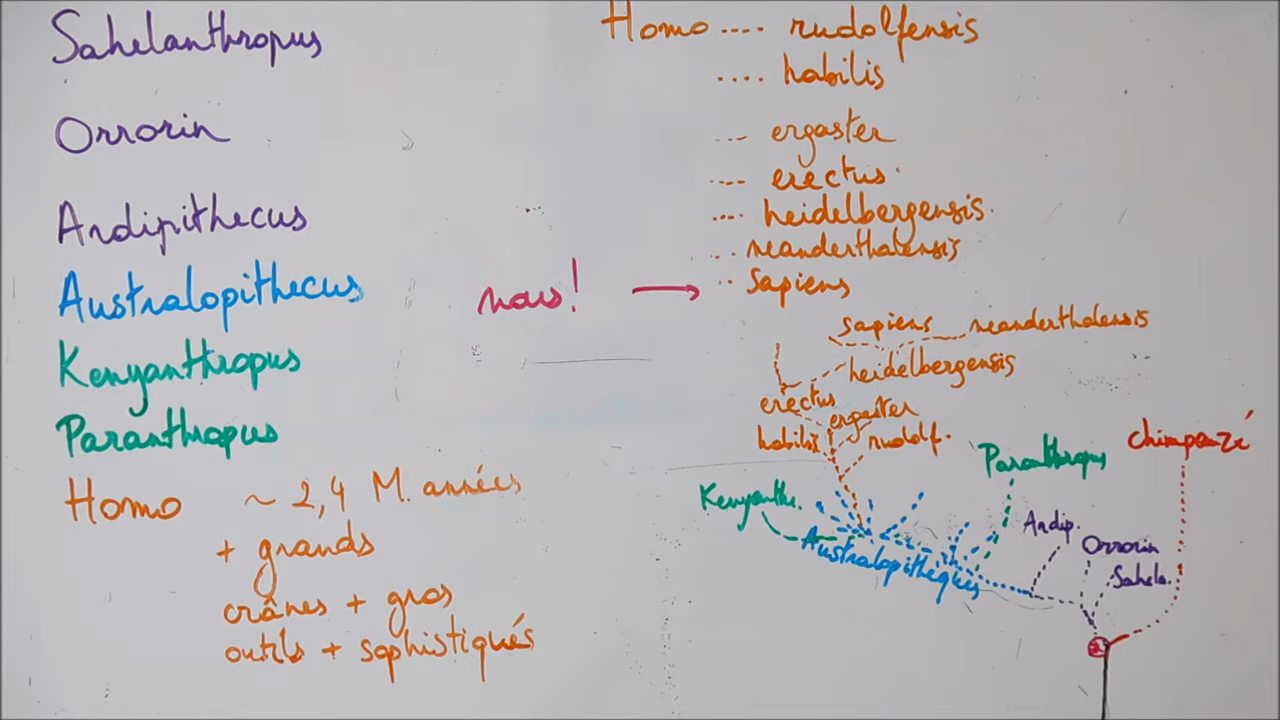 Sahelanthropus
Orrorin
Ardipithecus
Australopithecus
Kenyanthropus
Paranthropus
Homo ~ 2,4 M. années
+ grands
crânes + gros
outils + sophistiqués
nous! →
Homo .... rudolfensis
.... habilis
... ergaster
.... erectus.
.... heidelbergensis.
... neanderthalensis
.. sapiens
sapiens neanderthalensis
heidelbergensis
erectus
ergaster
habilis
rudolf.
Paranthropus
chimpanzé
Kenyanth.
Australopithèques
Ardip.
Orrorin
Sahela.